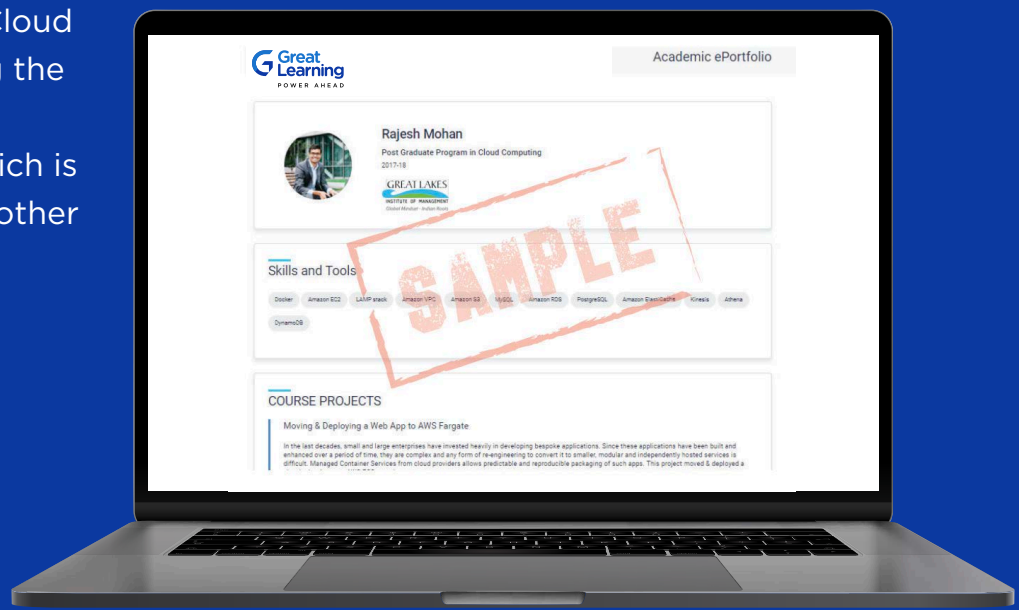 Cloud
the
ich is
other
Great
Learning
POWER AHEAD
Academic ePortfolio
Rajesh Mohan
Post Graduate Program in Cloud Computing
2017-18
GREAT LAKES
INSTITUTE OF MANAGEMENT
Global Mindset - Indian Roots
SAMPLE
Skills and Tools
Docker Amazon EC2 LAMP stack Amazon VPC Amazon S3 MySQL Amazon RDS PostgreSQL Amazon ElastiCache Kinesis Athena
DynamoDB
COURSE PROJECTS
Moving & Deploying a Web App to AWS Fargate
In the last decades, small and large enterprises have invested heavily in developing bespoke applications. Since these applications have been built and
enhanced over a period of time, they are complex and any form of re-engineering to convert it to smaller, modular and independently hosted services is
difficult. Managed Container Services from cloud providers allows predictable and reproducible packaging of such apps. This project moved & deployed a